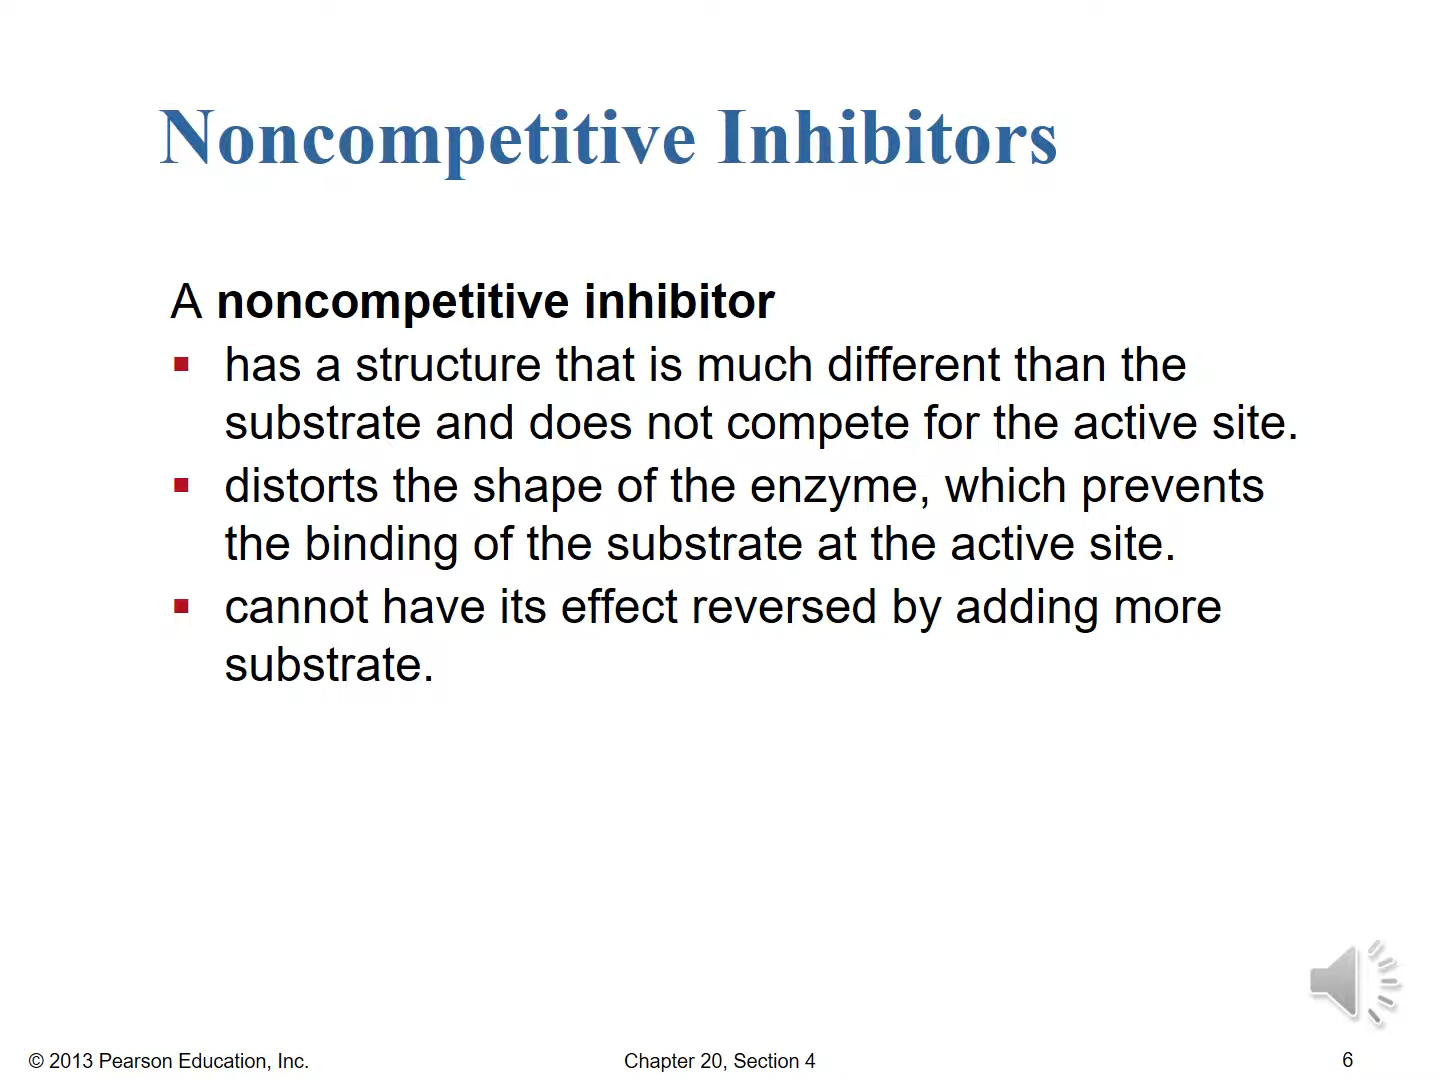 Noncompetitive Inhibitors
A noncompetitive inhibitor
▪ has a structure that is much different than the
substrate and does not compete for the active site.
▪ distorts the shape of the enzyme, which prevents
the binding of the substrate at the active site.
▪ cannot have its effect reversed by adding more
substrate.
© 2013 Pearson Education, Inc.
Chapter 20, Section 4
6